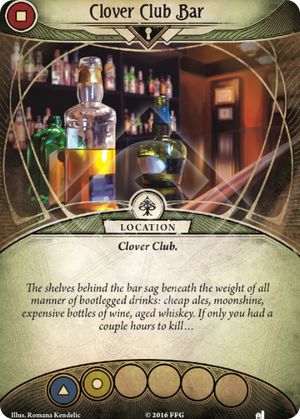 Clover Club Bar
LOCATION
Clover Club.
The shelves behind the bar sag beneath the weight of all
manner of bootlegged drinks: cheap ales, moonshine,
expensive bottles of wine, aged whiskey. If only you had a
couple hours to kill…
Illus. Romana Kendelic
© 2016 FFG